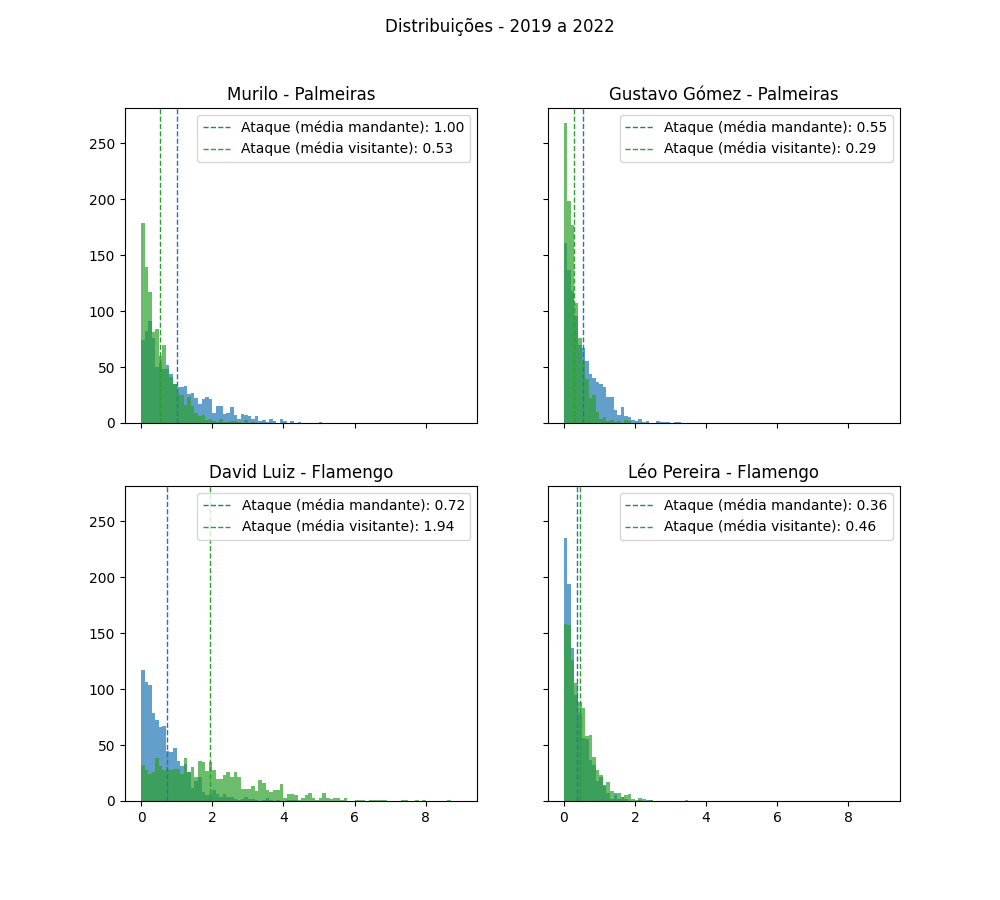 Distribuições - 2019 a 2022
Murilo - Palmeiras
Ataque (média mandante): 1.00
Ataque (média visitante): 0.53
250
200
150
100
50
0
Gustavo Gómez - Palmeiras
Ataque (média mandante): 0.55
Ataque (média visitante): 0.29
David Luiz - Flamengo
Ataque (média mandante): 0.72
Ataque (média visitante): 1.94
250
200
150
100
50
0
0 2 4 6 8
Léo Pereira - Flamengo
Ataque (média mandante): 0.36
Ataque (média visitante): 0.46
0 2 4 6 8